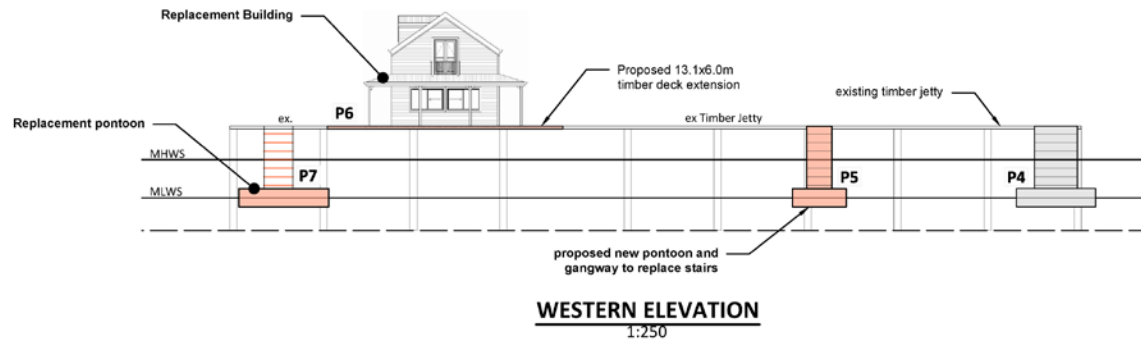 Replacement Building
Proposed 13.1x6.0m
timber deck extension
existing timber jetty
P6
Replacement pontoon
ex.
ex Timber Jetty
MHWS
P7
P5
P4
MLWS
proposed new pontoon and
gangway to replace stairs
WESTERN ELEVATION
1:250